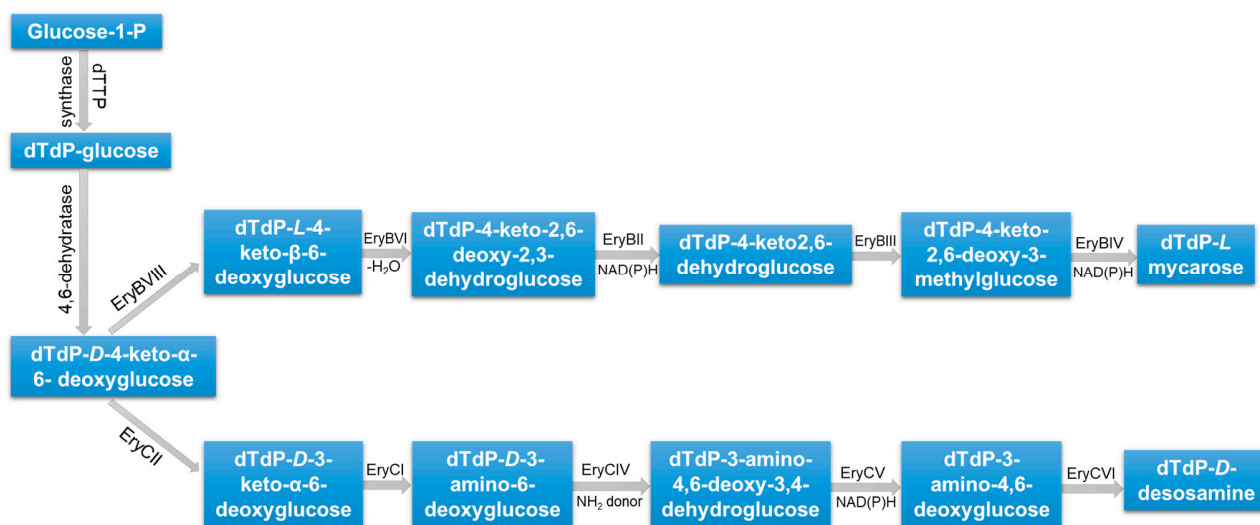 Glucose-1-P
synthase
dTTP
dTdP-glucose
4,6-dehydratase
dTdP-D-4-keto-α-
6- deoxyglucose
EryBVIII
dTdP-L-4-
keto-β-6-
deoxyglucose
EryBVI
-H₂O
dTdP-4-keto-2,6-
deoxy-2,3-
dehydroglucose
EryBII
NAD(P)H
dTdP-4-keto2,6-
dehydroglucose
EryBIII
dTdP-4-keto-
2,6-deoxy-3-
methylglucose
EryBIV
NAD(P)H
dTdP-L
mycarose
EryCII
dTdP-D-3-
keto-α-6-
deoxyglucose
EryCI
dTdP-D-3-
amino-6-
deoxyglucose
EryCIV
NH₂ donor
dTdP-3-amino-
4,6-deoxy-3,4-
dehydroglucose
EryCV
NAD(P)H
dTdP-3-
amino-4,6-
deoxyglucose
EryCVI
dTdP-D-
desosamine